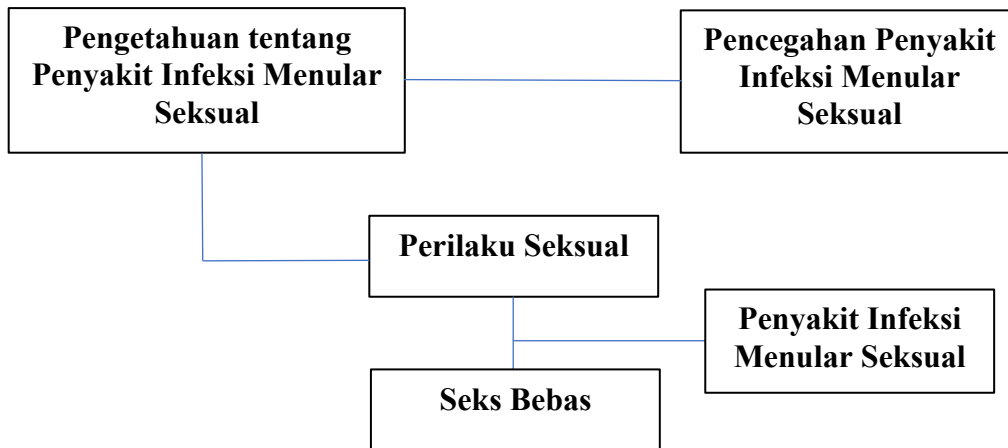 Pengetahuan tentang
Penyakit Infeksi Menular
Seksual
Pencegahan Penyakit
Infeksi Menular
Seksual
Perilaku Seksual
Penyakit Infeksi
Menular Seksual
Seks Bebas